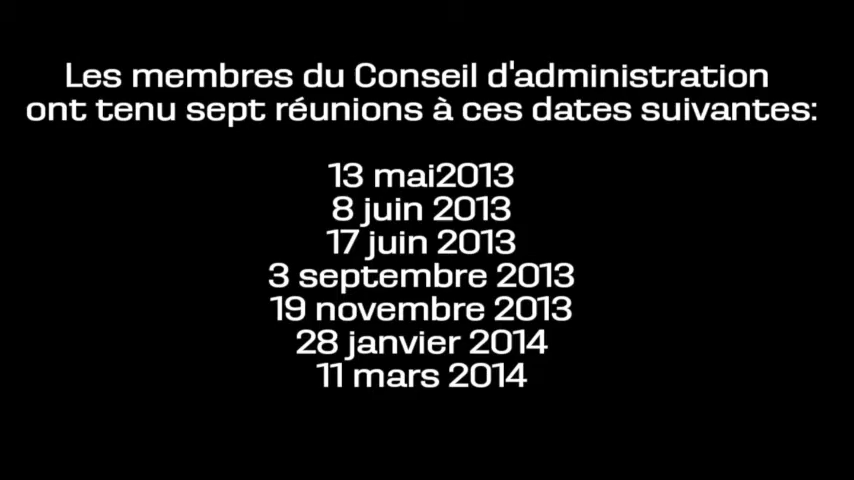 Les membres du Conseil d'administration
ont tenu sept réunions à ces dates suivantes:
13 mai2013
8 juin 2013
17 juin 2013
3 septembre 2013
19 novembre 2013
28 janvier 2014
11 mars 2014